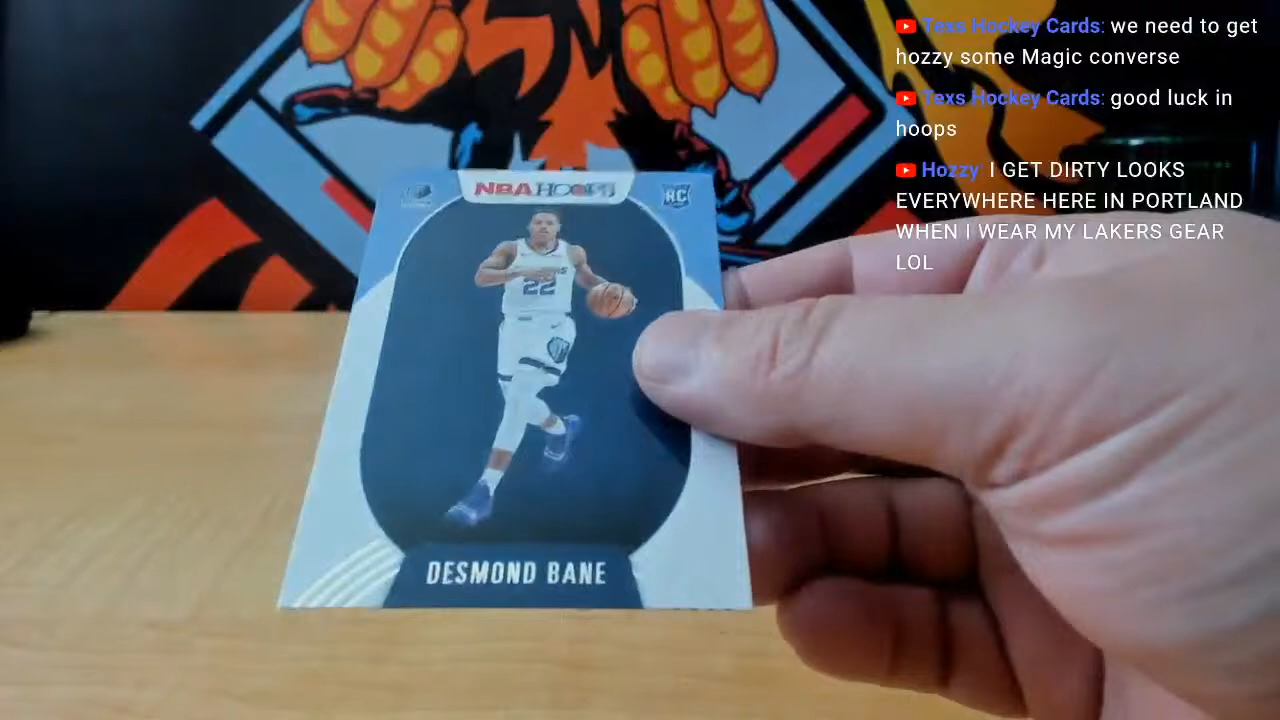 Texs Hockey Cards: we need to get
hozzy some Magic converse
Texs Hockey Cards: good luck in
hoops
Hozzy: I GET DIRTY LOOKS
EVERYWHERE HERE IN PORTLAND
WHEN I WEAR MY LAKERS GEAR
LOL
NBA HOOPS
RC
22
DESMOND BANE